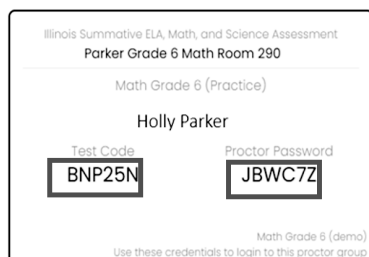 Illinois Summative ELA, Math, and Science Assessment
Parker Grade 6 Math Room 290
Math Grade 6 (Practice)
Holly Parker
Test Code Proctor Password
BNP25N JBWC7Z
Math Grade 6 (demo)
Use these credentials to login to this proctor group